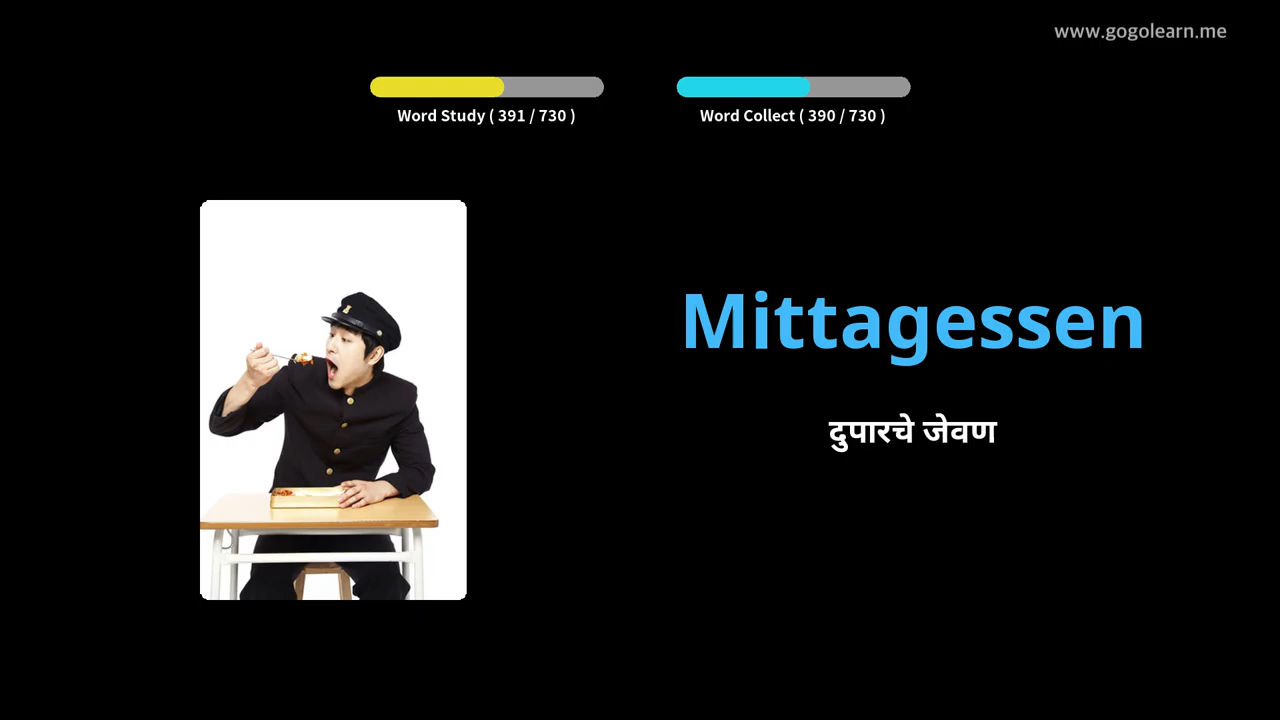 www.gogolearn.me
Word Study ( 391 / 730 )
Word Collect ( 390 / 730 )
Mittagessen
दुपारचे जेवण